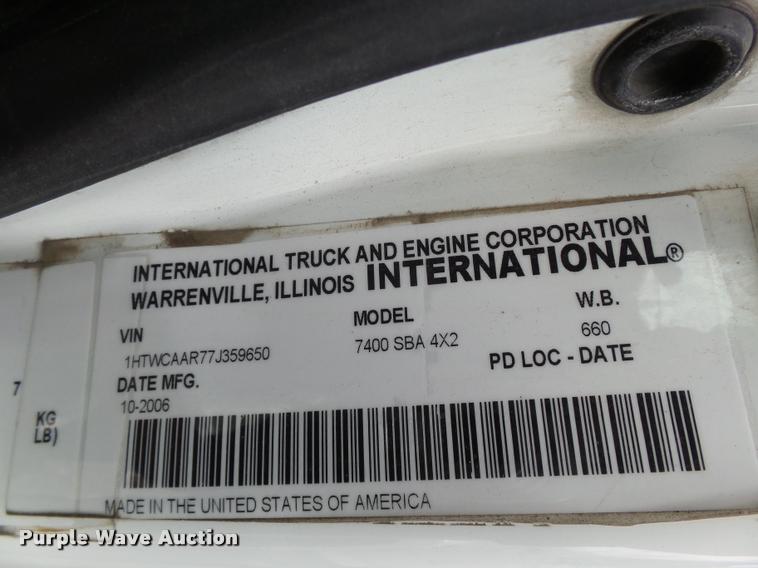 INTERNATIONAL TRUCK AND ENGINE CORPORATION
WARRENVILLE, ILLINOIS INTERNATIONAL®
VIN MODEL W.B.
1HTWCAAR77J359650 7400 SBA 4X2 660
DATE MFG. PD LOC - DATE
10-2006
7
KG
LB)
MADE IN THE UNITED STATES OF AMERICA
Purple Wave Auction